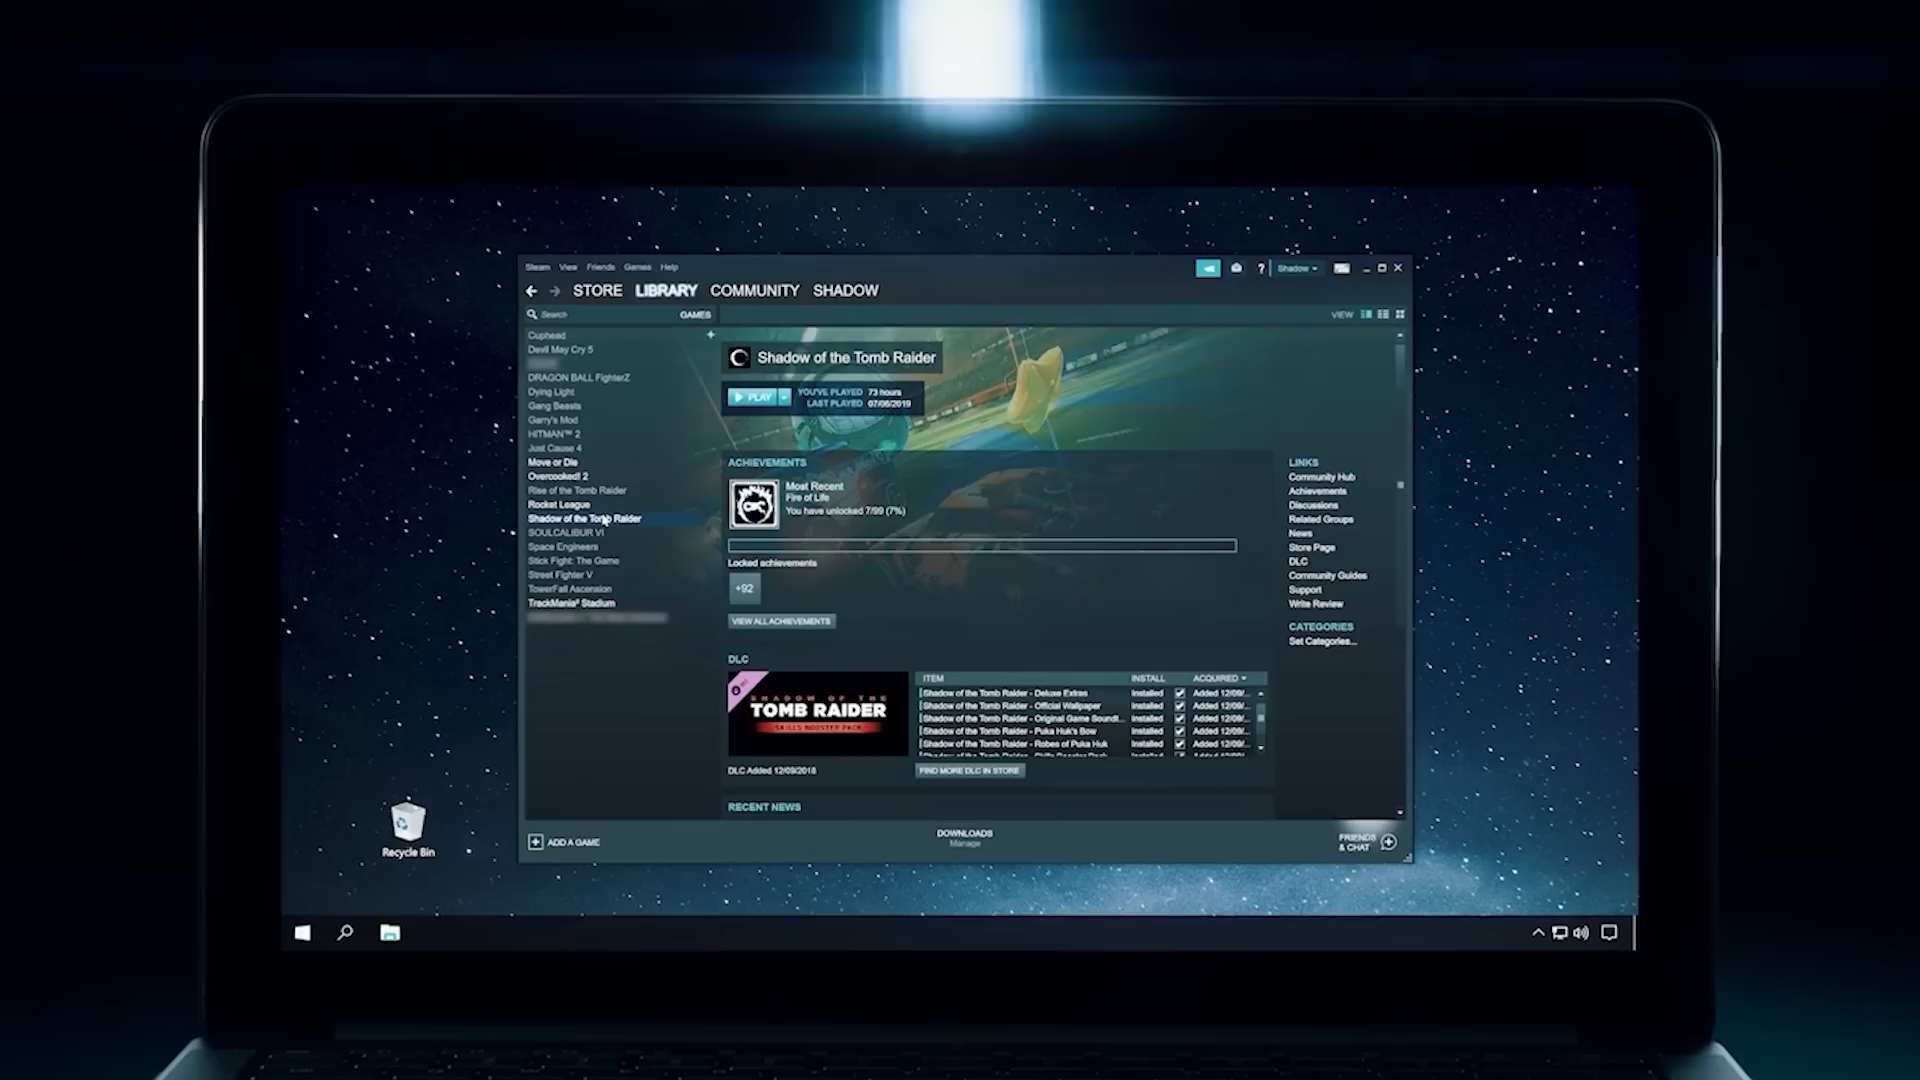 Steam View Friends Games Help
? Shadow
STORE LIBRARY COMMUNITY SHADOW
Search GAMES
VIEW
Cuphead
Devil May Cry 5
DRAGON BALL FighterZ
Dying Light
Gang Beasts
Garry's Mod
HITMAN™ 2
Just Cause 4
Move or Die
Overcooked! 2
Rise of the Tomb Raider
Rocket League
Shadow of the Tomb Raider
SOULCALIBUR VI
Space Engineers
Stick Fight: The Game
Street Fighter V
TowerFall Ascension
TrackMania² Stadium
Shadow of the Tomb Raider
PLAY
YOU'VE PLAYED 73 hours
LAST PLAYED 07/06/2019
ACHIEVEMENTS
Most Recent
Fire of Life
You have unlocked 7/99 (7%)
Locked achievements
+92
VIEW ALL ACHIEVEMENTS
LINKS
Community Hub
Achievements
Discussions
Related Groups
News
Store Page
DLC
Community Guides
Support
Write Review
CATEGORIES
Set Categories...
DLC
SHADOW OF THE
TOMB RAIDER
SKILLS BOOSTER PACK
DLC Added 12/09/2018
ITEM INSTALL ACQUIRED
Shadow of the Tomb Raider - Deluxe Extras Installed Added 12/09/...
Shadow of the Tomb Raider - Official Wallpaper Installed Added 12/09/...
Shadow of the Tomb Raider - Original Game Soundt... Installed Added 12/09/...
Shadow of the Tomb Raider - Puka Huk's Bow Installed Added 12/09/...
Shadow of the Tomb Raider - Robes of Puka Huk Installed Added 12/09/...
FIND MORE DLC IN STORE
RECENT NEWS
ADD A GAME
DOWNLOADS
Manage
FRIENDS
& CHAT
Recycle Bin